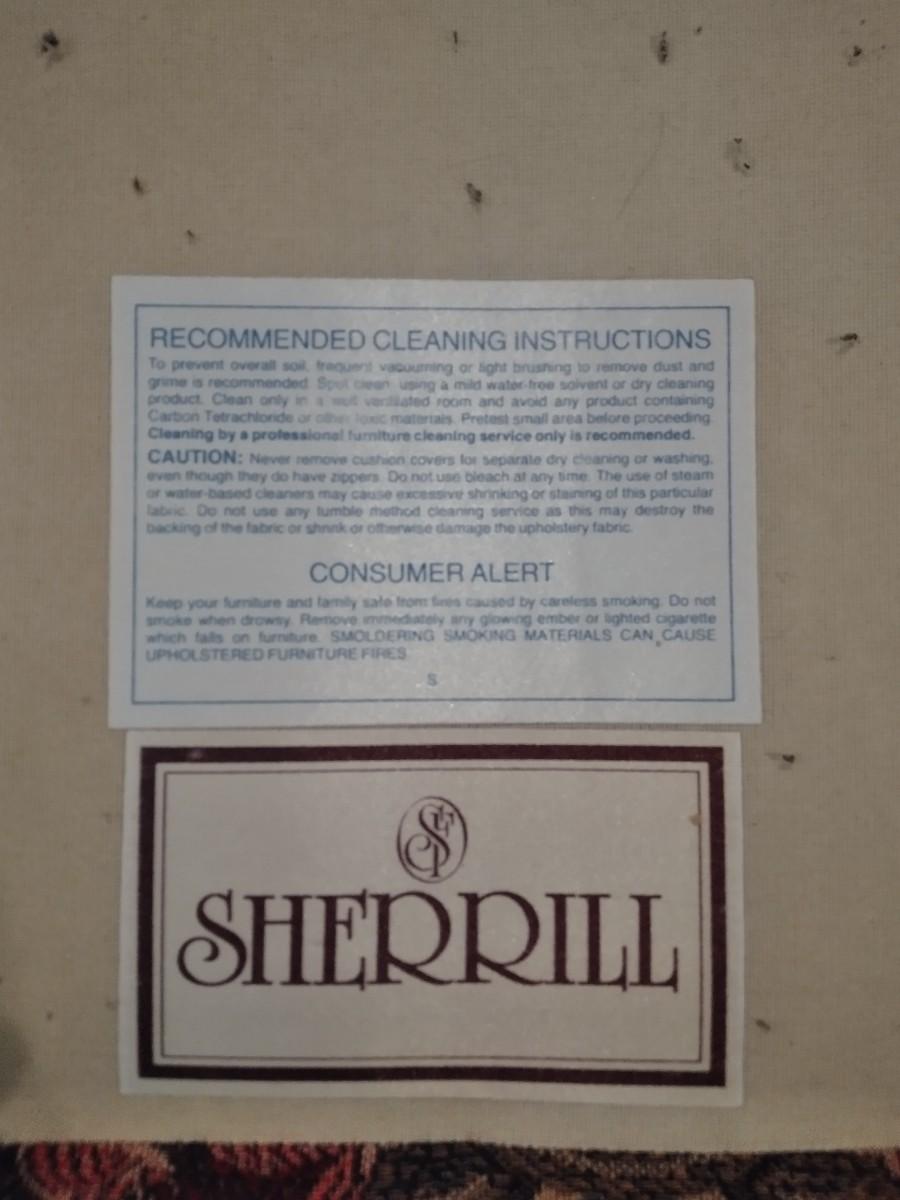 RECOMMENDED CLEANING INSTRUCTIONS
To prevent overall soil, frequent vacuuming or light brushing to remove dust and
grime is recommended. Spot clean, using a mild water-free solvent or dry cleaning
product. Clean only in a well ventilated room and avoid any product containing
Carbon Tetrachloride or other toxic materials. Pretest small area before proceeding.
Cleaning by a professional furniture cleaning service only is recommended.
CAUTION: Never remove cushion covers for separate dry cleaning or washing,
even though they do have zippers. Do not use bleach at any time. The use of steam
or water-based cleaners may cause excessive shrinking or staining of this particular
fabric. Do not use any tumble method cleaning service as this may destroy the
backing of the fabric or shrink or otherwise damage the upholstery fabric.
CONSUMER ALERT
Keep your furniture and family safe from fires caused by careless smoking. Do not
smoke when drowsy. Remove immediately any glowing ember or lighted cigarette
which falls on furniture. SMOLDERING SMOKING MATERIALS CAN CAUSE
UPHOLSTERED FURNITURE FIRES.
S
SHERRILL